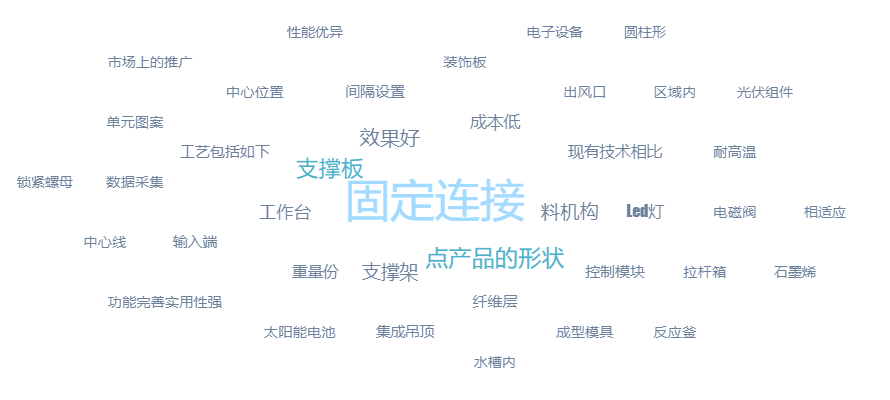 性能优异 电子设备 圆柱形
市场上的推广 装饰板
中心位置 间隔设置 出风口 区域内 光伏组件
单元图案 效果好 成本低
工艺包括如下 支撑板 现有技术相比 耐高温
锁紧螺母 数据采集 固定连接
工作台 料机构 Led灯 电磁阀 相适应
中心线 输入端 点产品的形状
重量份 支撑架 控制模块 拉杆箱 石墨烯
功能完善实用性强 纤维层
太阳能电池 集成吊顶 成型模具 反应釜
水槽内